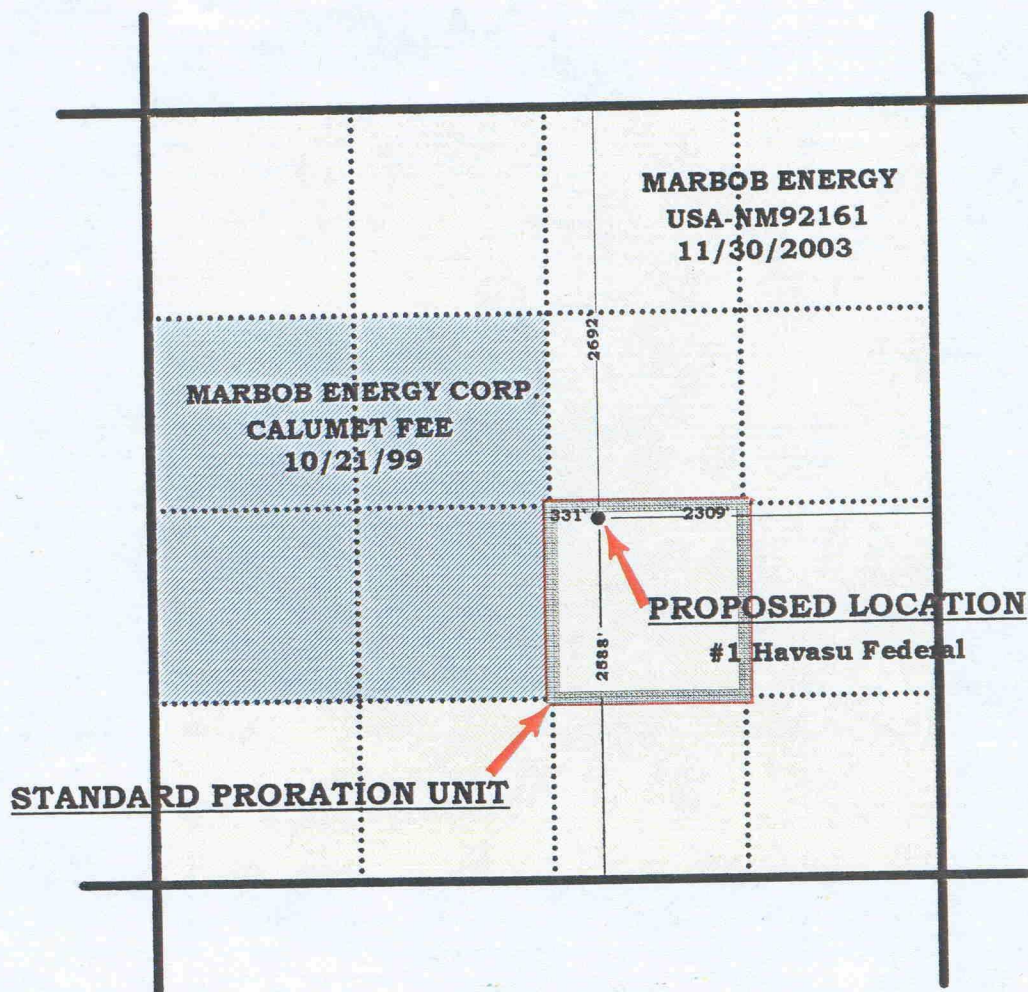 MARBOB ENERGY
USA-NM92161
11/30/2003
2692
MARBOB ENERGY CORP.
CALUMET FEE
10/21/99
331'
2309'
PROPOSED LOCATION
#1 Havasu Federal
2588'
STANDARD PRORATION UNIT